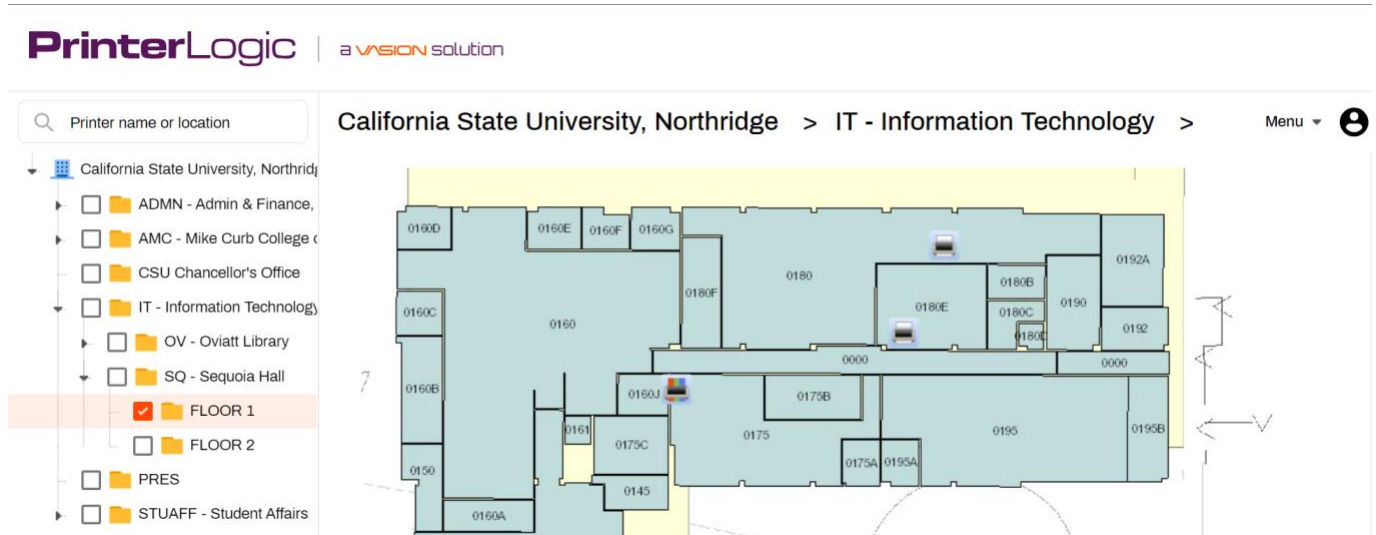 PrinterLogic | a VASION solution
Printer name or location
California State University, Northridge > IT - Information Technology >
Menu
California State University, Northrid
ADMN - Admin & Finance,
AMC - Mike Curb College
CSU Chancellor's Office
IT - Information Technology
OV - Oviatt Library
SQ - Sequoia Hall
FLOOR 1
FLOOR 2
PRES
STUAFF - Student Affairs
0160D
0160E
0160F
0160G
0180
0180F
0180B
0192A
0160C
0160
0180E
0180C
0190
0180D
0192
0000
0000
0160B
0160J
0175B
0161
0175C
0175
0195
0195B
0150
0175A
0195A
0145
0160A